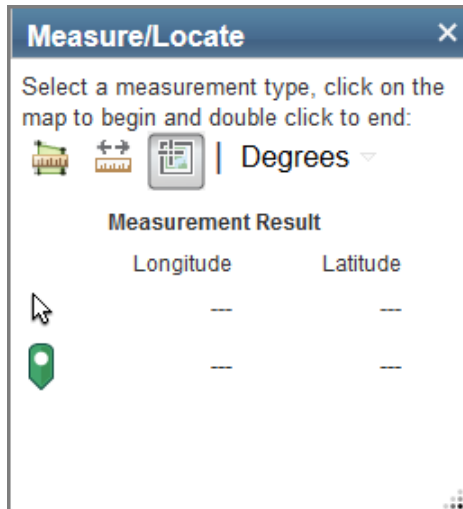 Measure/Locate
Select a measurement type, click on the
map to begin and double click to end:
Degrees
Measurement Result
Longitude Latitude
--- ---
--- ---